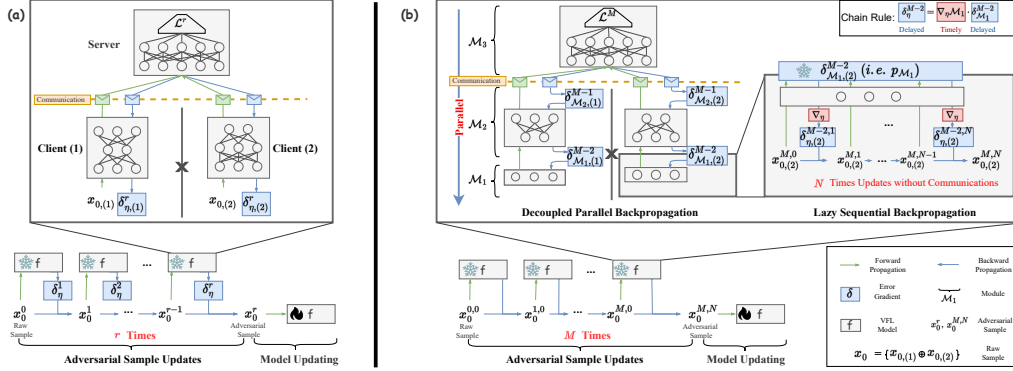 (a)
Server
𝓛^r
Communication
Client (1)
Client (2)
x_{0,(1)}
δ^r_{η,(1)}
x_{0,(2)}
δ^r_{η,(2)}
f
f
...
f
δ^1_η
δ^2_η
δ^r_η
x^0_0
x^1_0
...
x^{r−1}_0
x^r_0
f
Raw
Sample
Adversarial
Sample
r Times
Adversarial Sample Updates
Model Updating
(b)
𝓛^M
Chain Rule:
δ^{M−2}_η = ∇_η 𝓜_1 · δ^{M−2}_{𝓜_1}
Delayed
Timely
Delayed
𝓜_3
Communication
Parallel
𝓜_2
δ^{M−1}_{𝓜_2,(1)}
δ^{M−1}_{𝓜_2,(2)}
δ^{M−2}_{𝓜_1,(1)}
δ^{M−2}_{𝓜_1,(2)}
𝓜_1
Decoupled Parallel Backpropagation
δ^{M−2}_{𝓜_1,(2)} (i.e. p_{𝓜_1})
∇_η
...
∇_η
δ^{M−2,1}_{η,(2)}
δ^{M−2,N}_{η,(2)}
x^{M,0}_{0,(2)}
x^{M,1}_{0,(2)}
...
x^{M,N−1}_{0,(2)}
x^{M,N}_{0,(2)}
N Times Updates without Communications
Lazy Sequential Backpropagation
f
f
...
f
x^{0,0}_0
x^{1,0}_0
...
x^{M,0}_0
x^{M,N}_0
f
Raw
Sample
Adversarial
Sample
M Times
Adversarial Sample Updates
Model Updating
Forward
Propagation
Backward
Propagation
δ
Error
Gradient
𝓜_1
Module
f
VFL
Model
x^r_0, x^{M,N}_0
Adversarial
Sample
x_0 = {x_{0,(1)} ⊕ x_{0,(2)}}
Raw
Sample